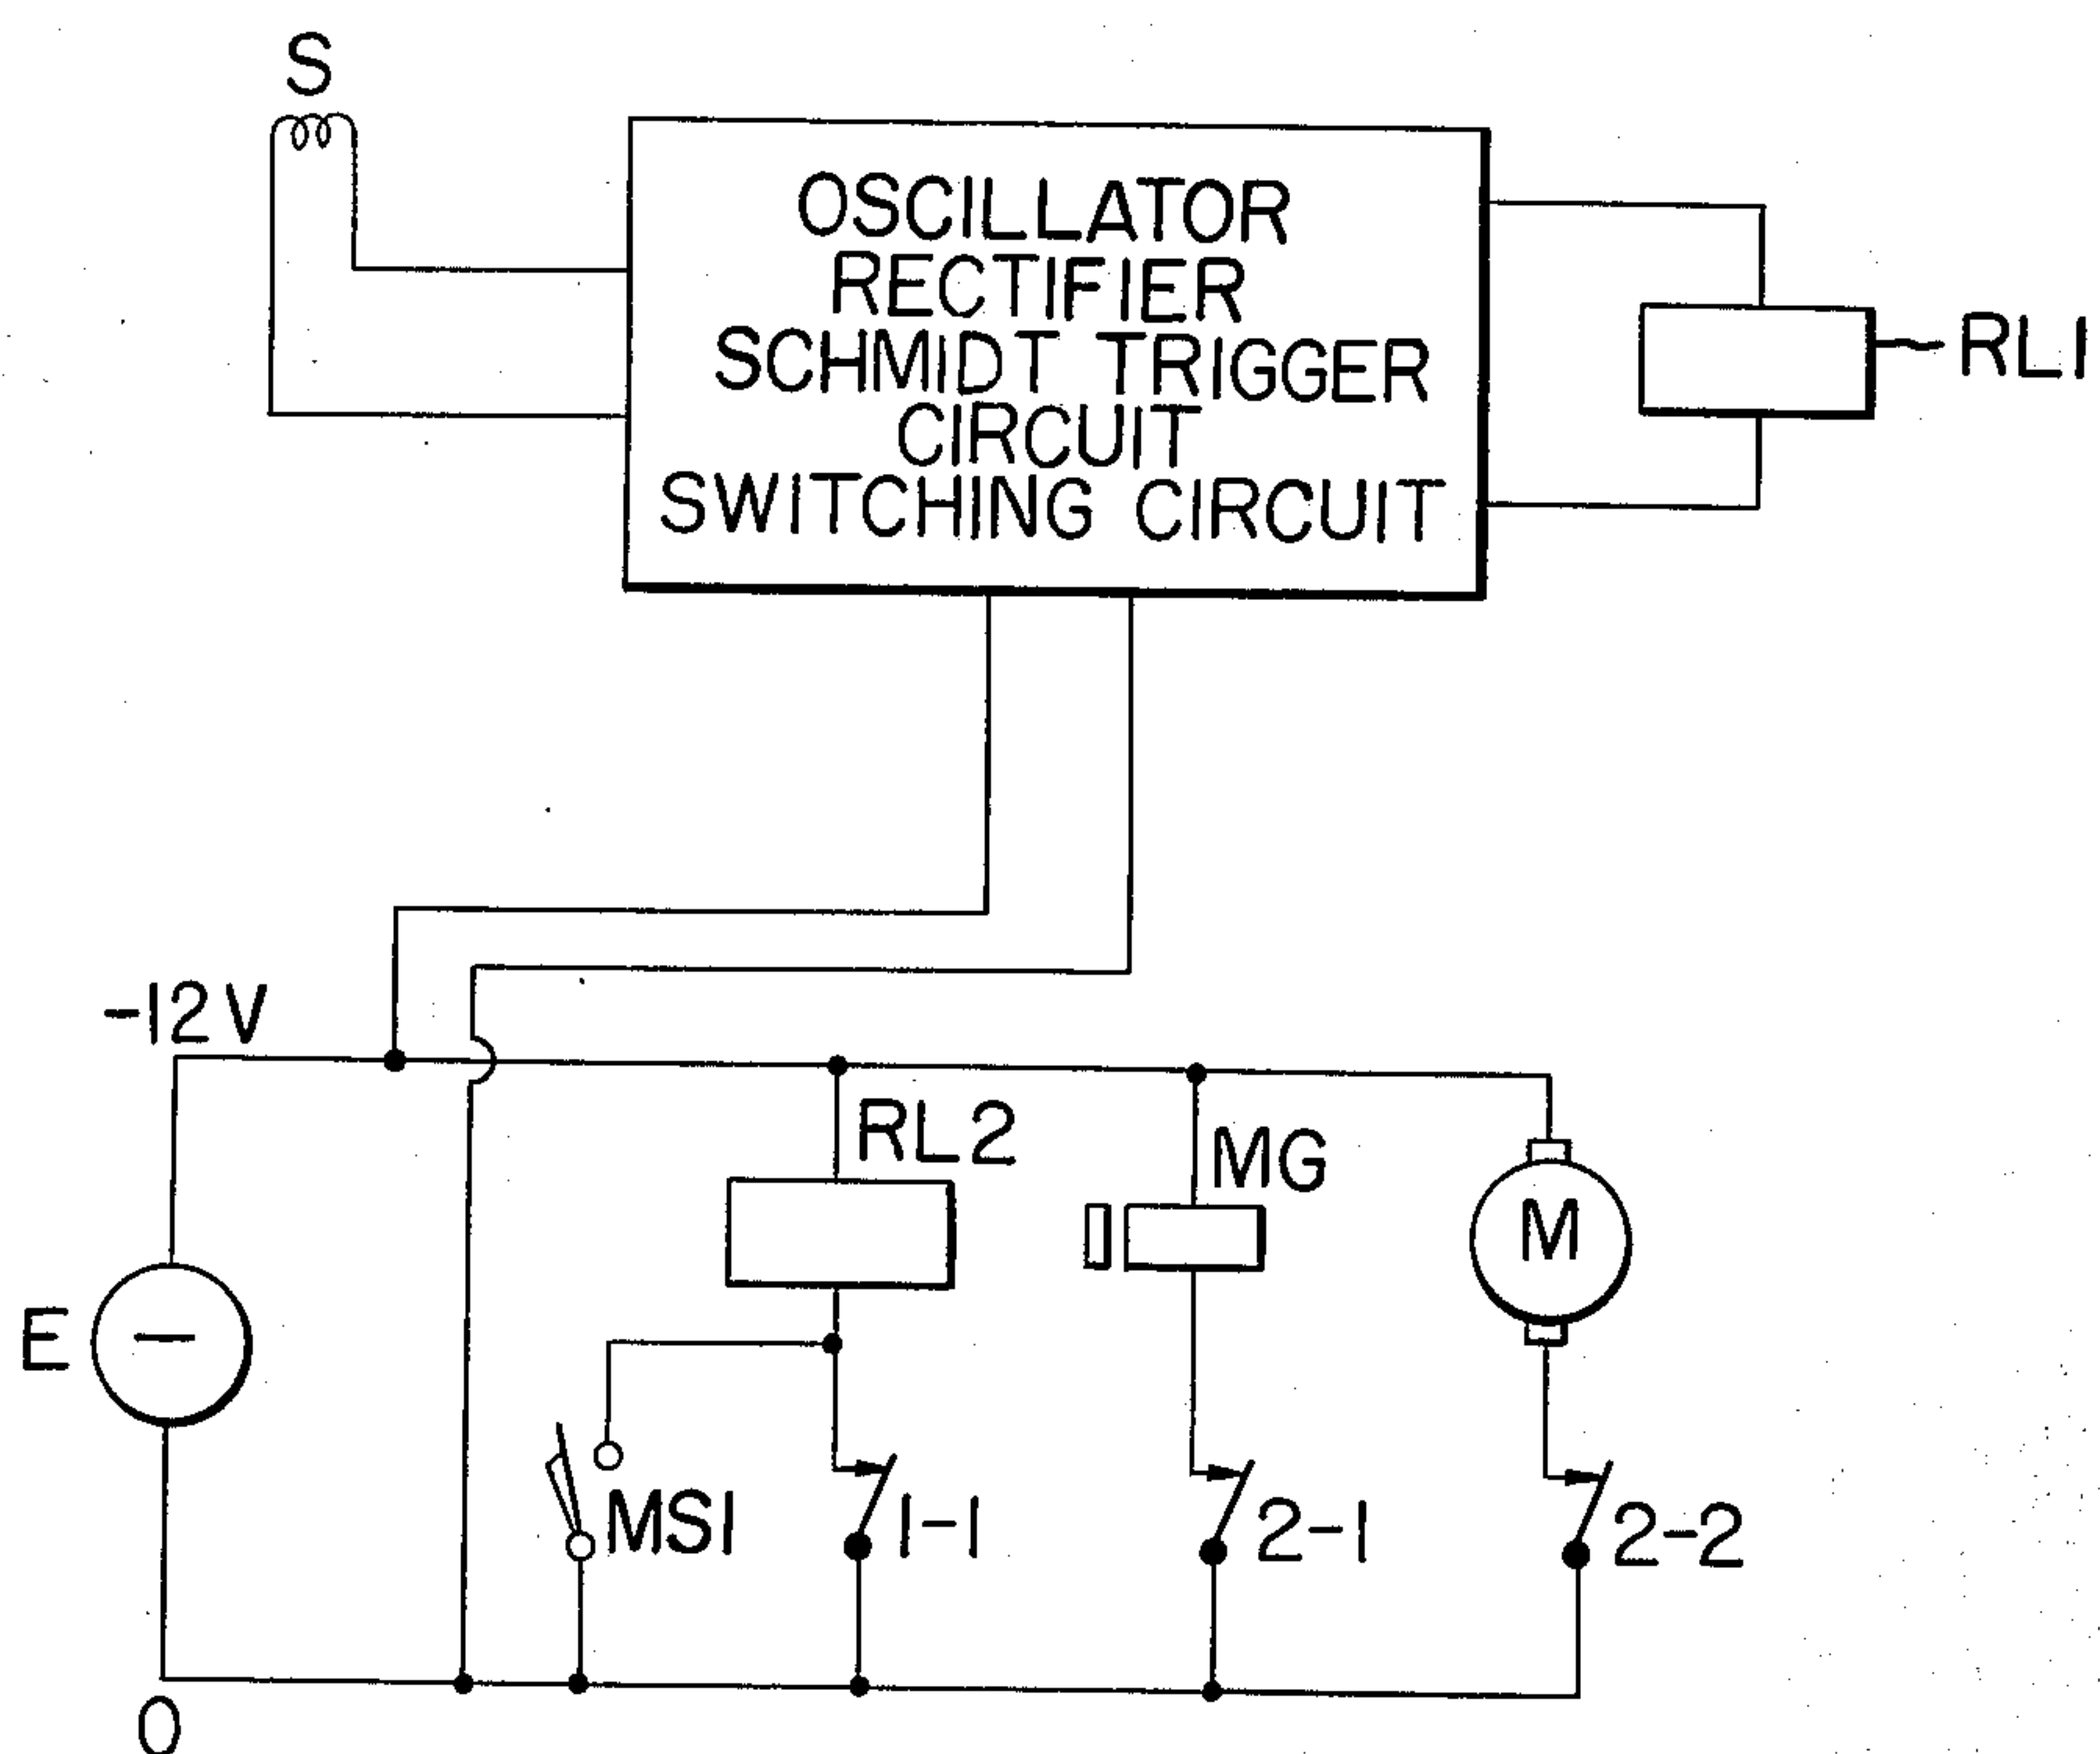 S
OSCILLATOR
RECTIFIER
SCHMIDT TRIGGER
CIRCUIT
SWITCHING CIRCUIT
RL1
-12V
RL2
MG
M
E
MS1
1-1
2-1
2-2
0